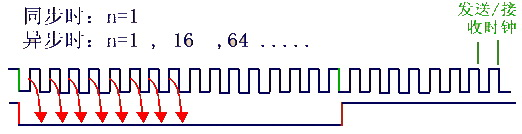 同步时：n=1
异步时：n=1 , 16 ,64 .....
发送/接
收时钟